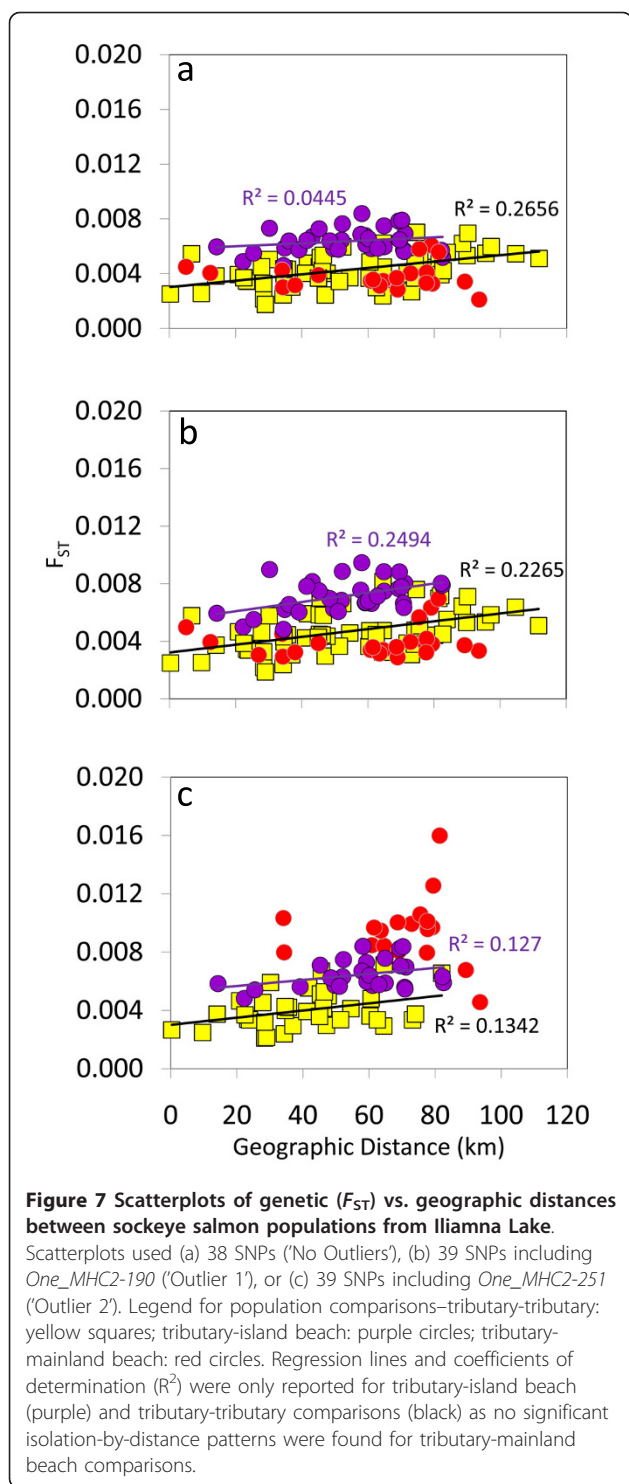 0.020
a
0.016
0.012
R² = 0.0445
R² = 0.2656
0.008
0.004
0.000
0.020
b
0.016
0.012
R² = 0.2494
R² = 0.2265
0.008
0.004
0.000
F_ST
0.020
c
0.016
0.012
R² = 0.127
0.008
0.004
R² = 0.1342
0.000
0 20 40 60 80 100 120
Geographic Distance (km)
Figure 7 Scatterplots of genetic (F_ST) vs. geographic distances
between sockeye salmon populations from Iliamna Lake.
Scatterplots used (a) 38 SNPs ('No Outliers'), (b) 39 SNPs including
One_MHC2-190 ('Outlier 1'), or (c) 39 SNPs including One_MHC2-251
('Outlier 2'). Legend for population comparisons–tributary-tributary:
yellow squares; tributary-island beach: purple circles; tributary-
mainland beach: red circles. Regression lines and coefficients of
determination (R²) were only reported for tributary-island beach
(purple) and tributary-tributary comparisons (black) as no significant
isolation-by-distance patterns were found for tributary-mainland
beach comparisons.